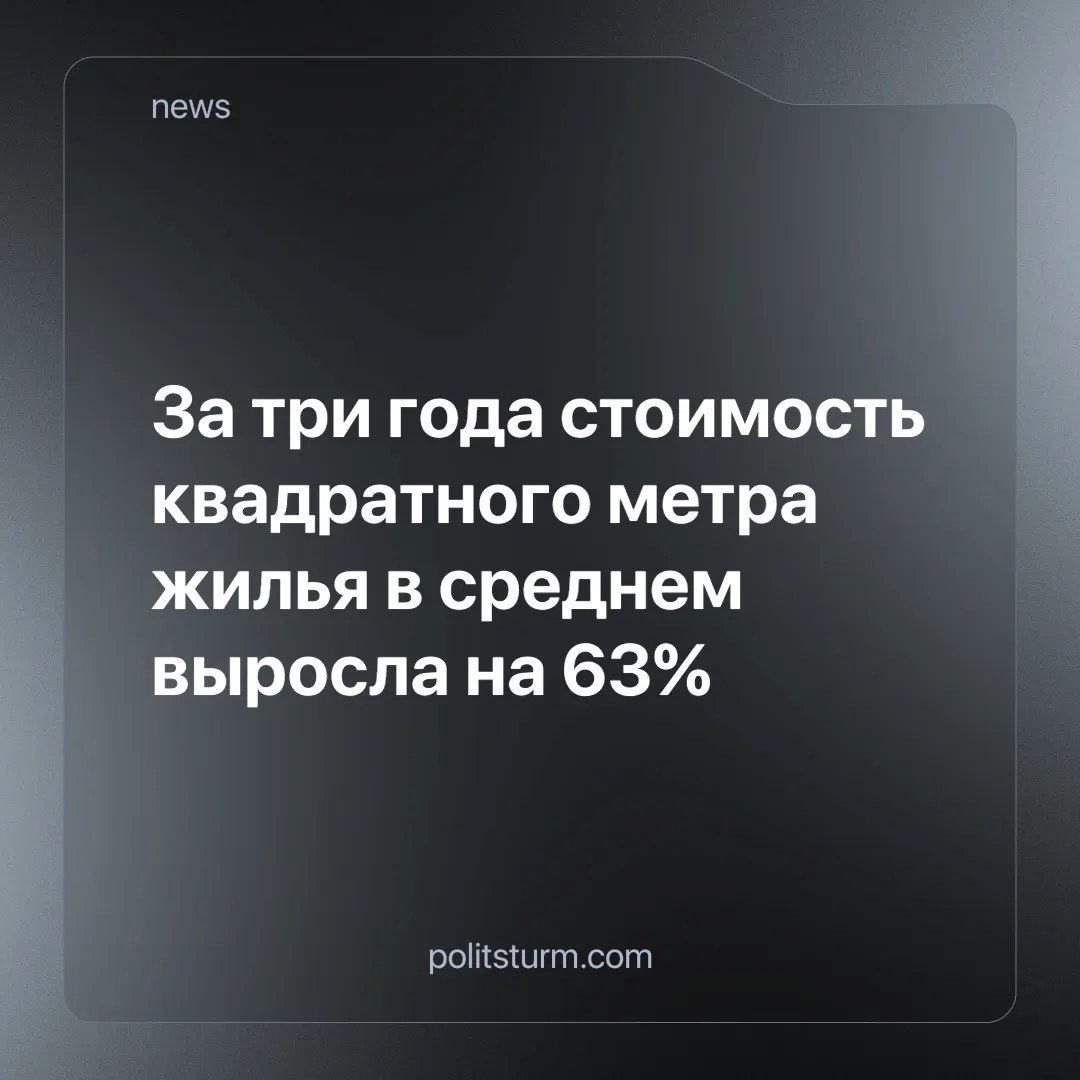 news
За три года стоимость
квадратного метра
жилья в среднем
выросла на 63%
politsturm.com